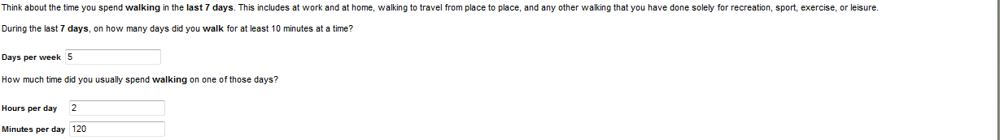 Think about the time you spend walking in the last 7 days. This includes at work and at home, walking to travel from place to place, and any other walking that you have done solely for recreation, sport, exercise, or leisure.
During the last 7 days, on how many days did you walk for at least 10 minutes at a time?
Days per week 5
How much time did you usually spend walking on one of those days?
Hours per day 2
Minutes per day 120